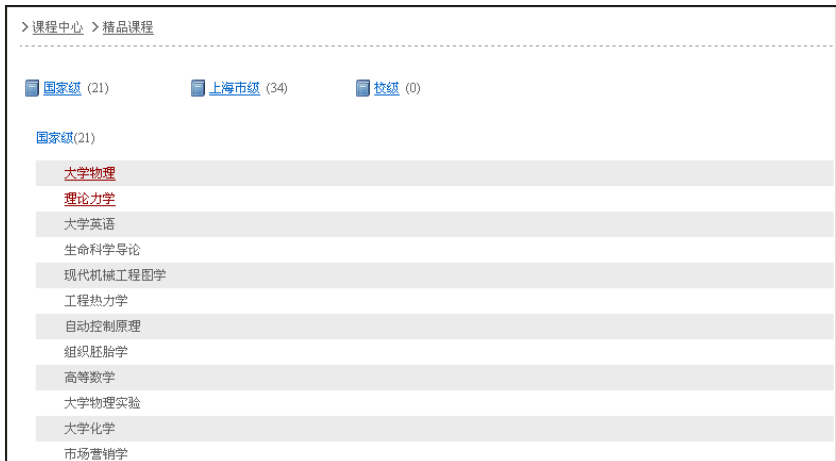 >课程中心 >精品课程
国家级 (21) 上海市级 (34) 校级 (0)
国家级(21)
大学物理
理论力学
大学英语
生命科学导论
现代机械工程图学
工程热力学
自动控制原理
组织胚胎学
高等数学
大学物理实验
大学化学
市场营销学